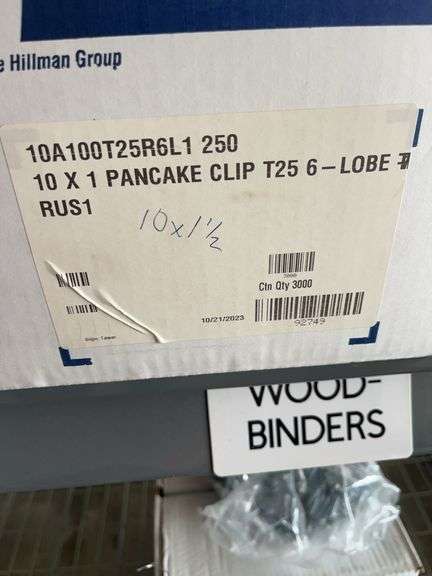 e Hillman Group
10A100T25R6L1 250
10 X 1 PANCAKE CLIP T25 6-LOBE
RUS1
10x1½
3000
Ctn Qty 3000
10/21/2023
92749
WOOD-
BINDERS